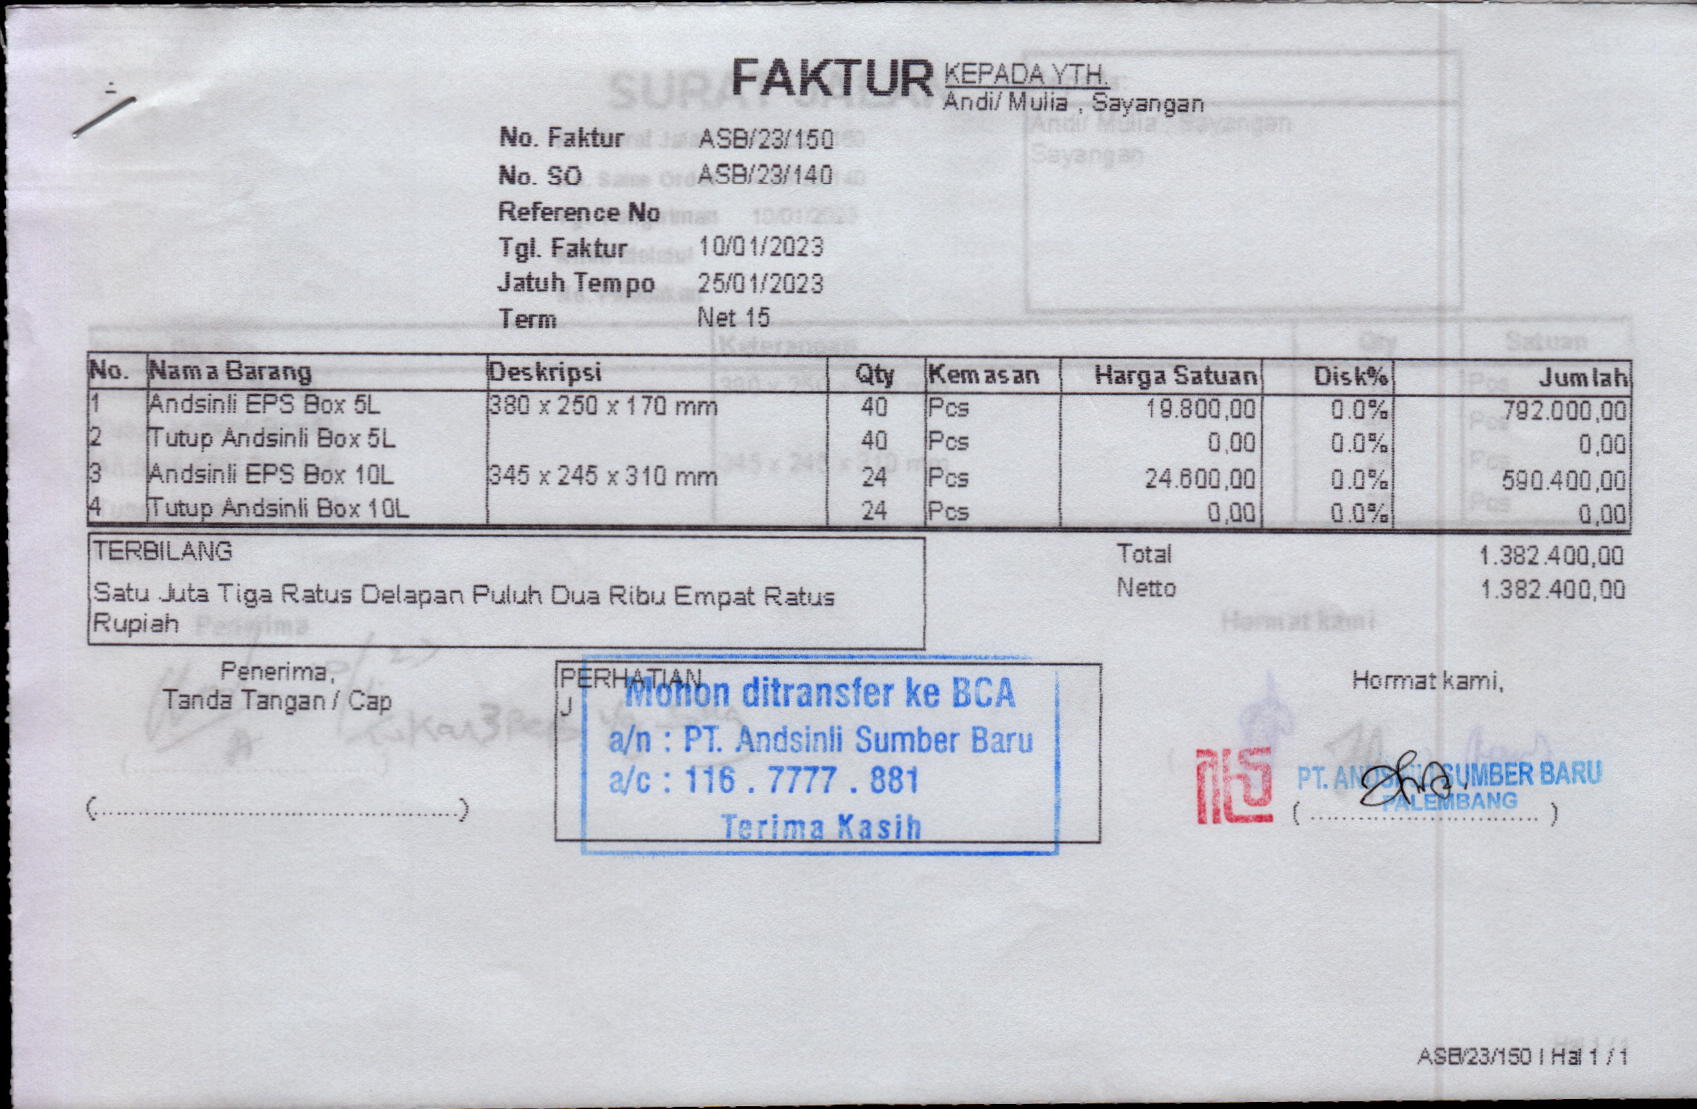 FAKTUR
KEPADA YTH.
Andi/ Mulia , Sayangan
No. Faktur ASB/23/150
No. SO ASB/23/140
Reference No
Tgl. Faktur 10/01/2023
Jatuh Tempo 25/01/2023
Term Net 15
No. Nama Barang Deskripsi Qty Kemasan Harga Satuan Disk% Jumlah
1 Andsinli EPS Box 5L 380 x 250 x 170 mm 40 Pcs 19.800,00 0.0% 792.000,00
2 Tutup Andsinli Box 5L 40 Pcs 0,00 0.0% 0,00
3 Andsinli EPS Box 10L 345 x 245 x 310 mm 24 Pcs 24.600,00 0.0% 590.400,00
4 Tutup Andsinli Box 10L 24 Pcs 0,00 0.0% 0,00
TERBILANG
Satu Juta Tiga Ratus Delapan Puluh Dua Ribu Empat Ratus
Rupiah
Total 1.382.400,00
Netto 1.382.400,00
Penerima,
Tanda Tangan / Cap
(..............................................)
PERHATIAN
J
Mohon ditransfer ke BCA
a/n : PT. Andsinli Sumber Baru
a/c : 116 . 7777 . 881
Terima Kasih
Hormat kami,
PT. ANDSINLI SUMBER BARU
PALEMBANG
( ............................. )
ASB/23/150 | Hal 1 / 1